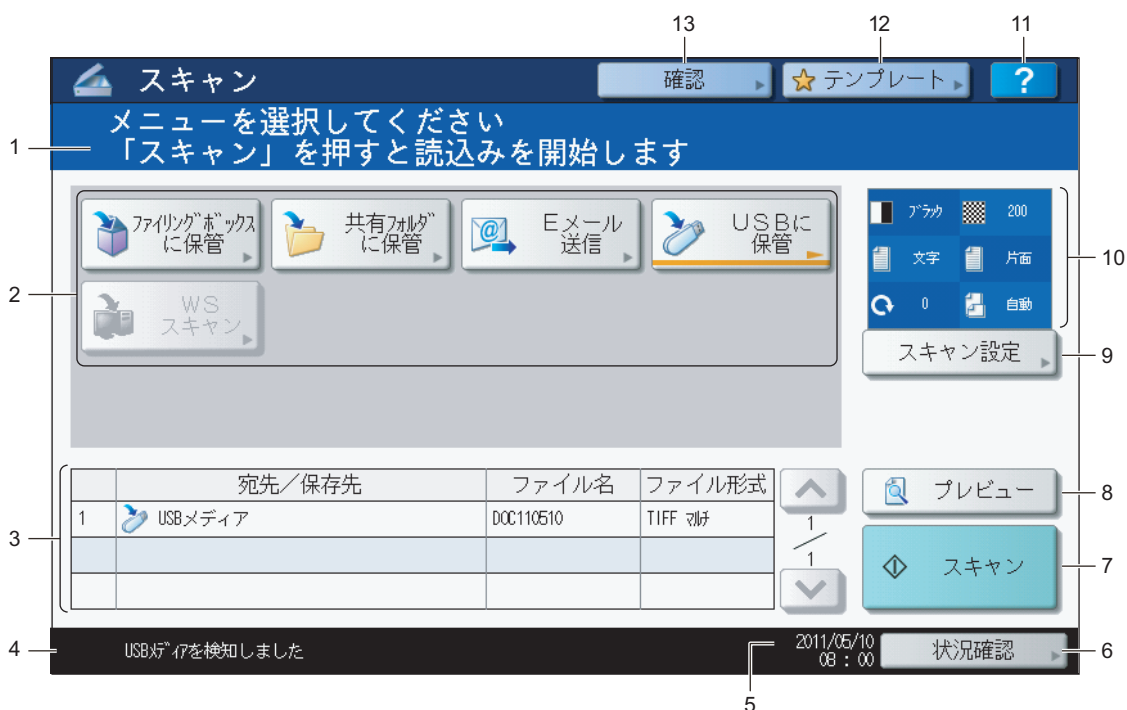 13
12
11
スキャン
確認
テンプレート
?
1
メニューを選択してください
「スキャン」を押すと読込みを開始します
2
ﾌｧｲﾘﾝｸﾞﾎﾞｯｸｽ
に保管
共有ﾌｫﾙﾀﾞ
に保管
Eメール
送信
USBに
保管
WS
スキャン
ﾌﾞﾗｯｸ
200
文字
片面
0
自動
10
スキャン設定
9
3
宛先／保存先
ファイル名
ファイル形式
1
USBメディア
DOC110510
TIFF ﾏﾙﾁ
1
1
プレビュー
8
スキャン
7
4
USBﾒﾃﾞｨｱを検知しました
5
2011/05/10
08 : 00
状況確認
6